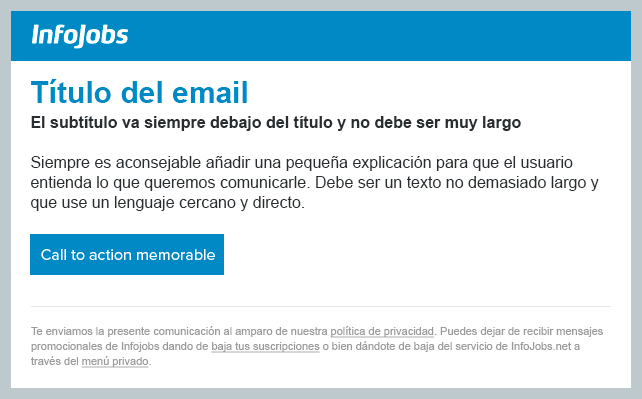 InfoJobs
Título del email
El subtítulo va siempre debajo del título y no debe ser muy largo
Siempre es aconsejable añadir una pequeña explicación para que el usuario
entienda lo que queremos comunicarle. Debe ser un texto no demasiado largo y
que use un lenguaje cercano y directo.
Call to action memorable
Te enviamos la presente comunicación al amparo de nuestra política de privacidad. Puedes dejar de recibir mensajes
promocionales de Infojobs dando de baja tus suscripciones o bien dándote de baja del servicio de InfoJobs.net a
través del menú privado.